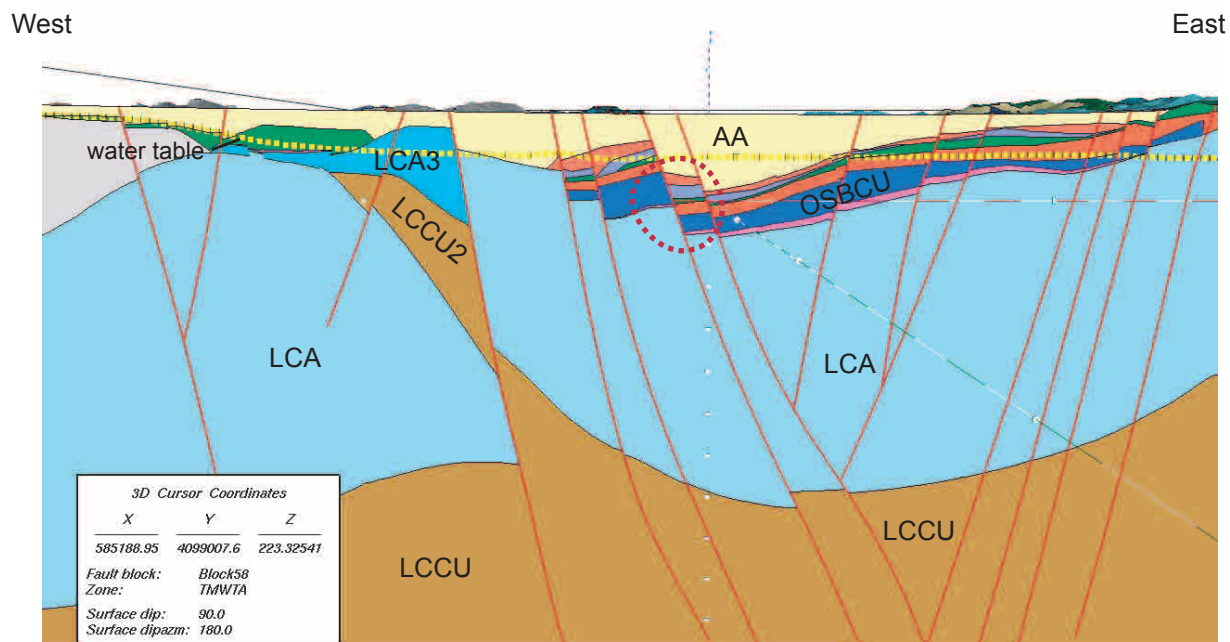 West
East
water table
AA
LCA3
OSBCU
LCCU2
LCA
LCA
LCCU
LCCU
3D Cursor Coordinates
X Y Z
585188.95 4099007.6 223.32541
Fault block: Block58
Zone: TMWTA
Surface dip: 90.0
Surface dipazm: 180.0